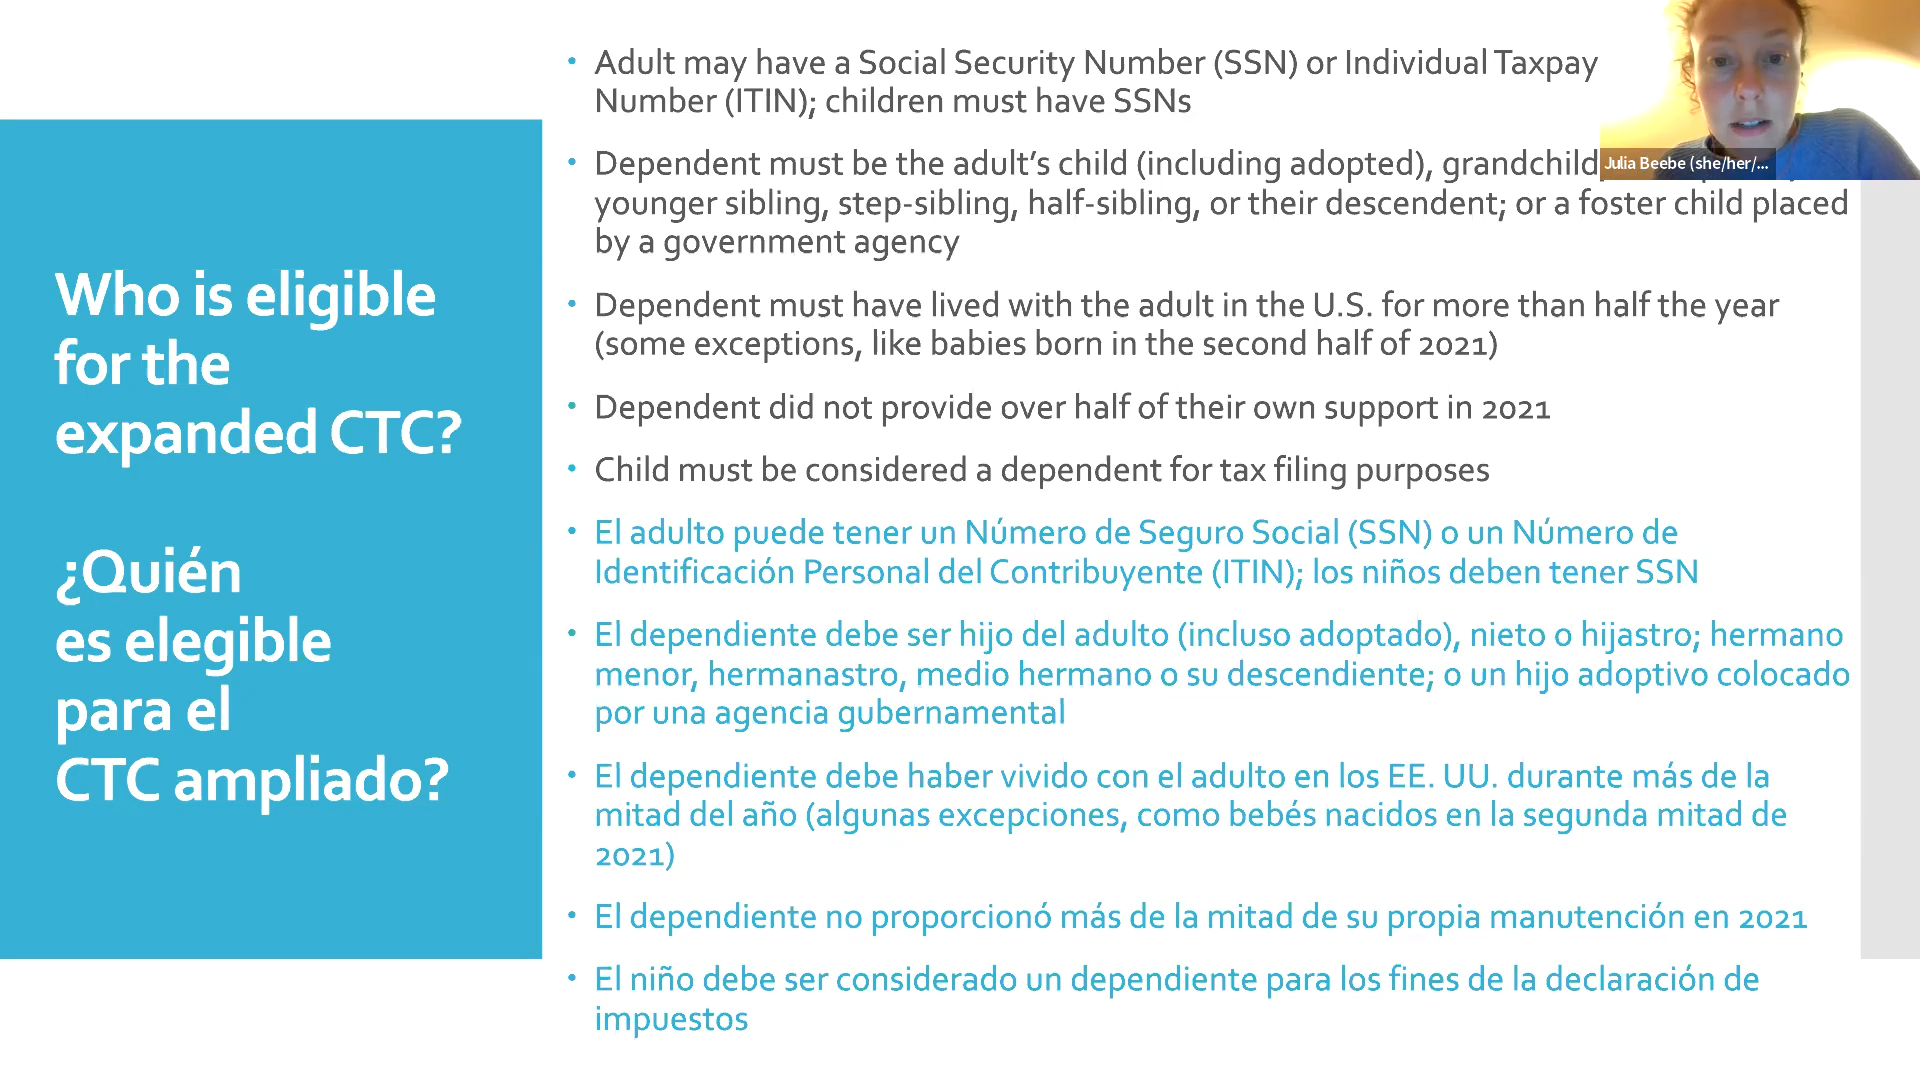 Who is eligible
for the
expanded CTC?
¿Quién
es elegible
para el
CTC ampliado?
• Adult may have a Social Security Number (SSN) or Individual Taxpay
Number (ITIN); children must have SSNs
• Dependent must be the adult’s child (including adopted), grandchild
younger sibling, step-sibling, half-sibling, or their descendent; or a foster child placed
by a government agency
• Dependent must have lived with the adult in the U.S. for more than half the year
(some exceptions, like babies born in the second half of 2021)
• Dependent did not provide over half of their own support in 2021
• Child must be considered a dependent for tax filing purposes
• El adulto puede tener un Número de Seguro Social (SSN) o un Número de
Identificación Personal del Contribuyente (ITIN); los niños deben tener SSN
• El dependiente debe ser hijo del adulto (incluso adoptado), nieto o hijastro; hermano
menor, hermanastro, medio hermano o su descendiente; o un hijo adoptivo colocado
por una agencia gubernamental
• El dependiente debe haber vivido con el adulto en los EE. UU. durante más de la
mitad del año (algunas excepciones, como bebés nacidos en la segunda mitad de
2021)
• El dependiente no proporcionó más de la mitad de su propia manutención en 2021
• El niño debe ser considerado un dependiente para los fines de la declaración de
impuestos
Julia Beebe (she/her/...